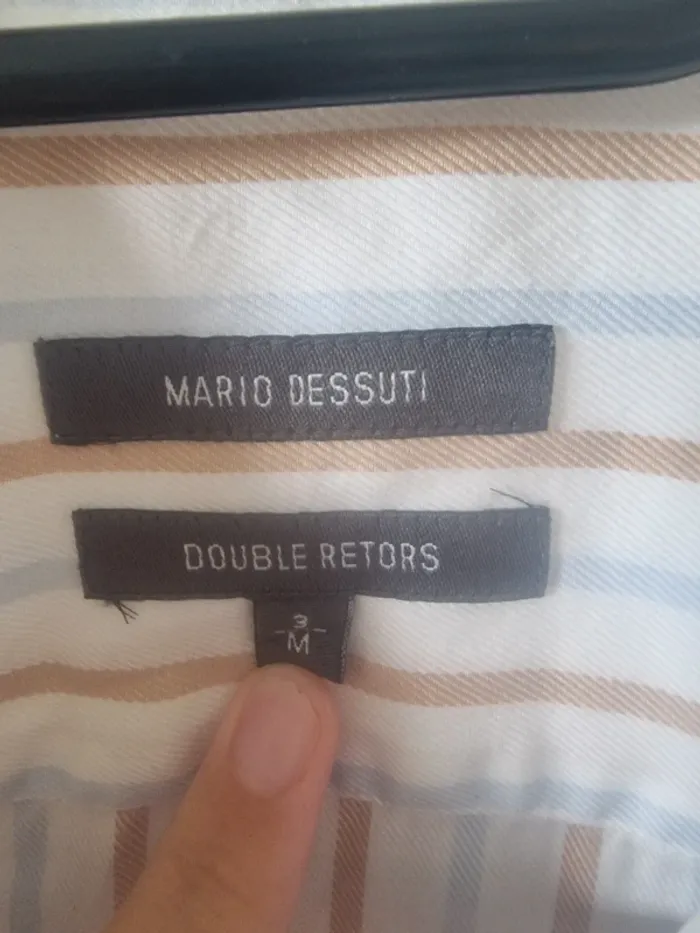 MARIO DESSUTI
DOUBLE RETORS
3
-M-